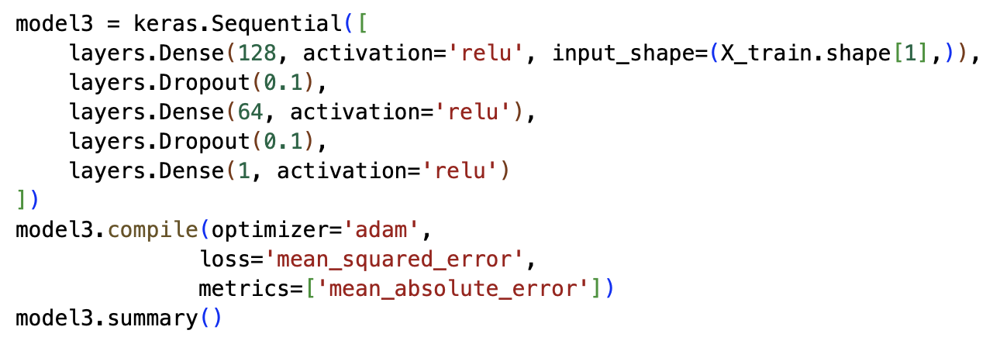 model3 = keras.Sequential([
    layers.Dense(128, activation='relu', input_shape=(X_train.shape[1],)),
    layers.Dropout(0.1),
    layers.Dense(64, activation='relu'),
    layers.Dropout(0.1),
    layers.Dense(1, activation='relu')
])
model3.compile(optimizer='adam',
              loss='mean_squared_error',
              metrics=['mean_absolute_error'])
model3.summary()